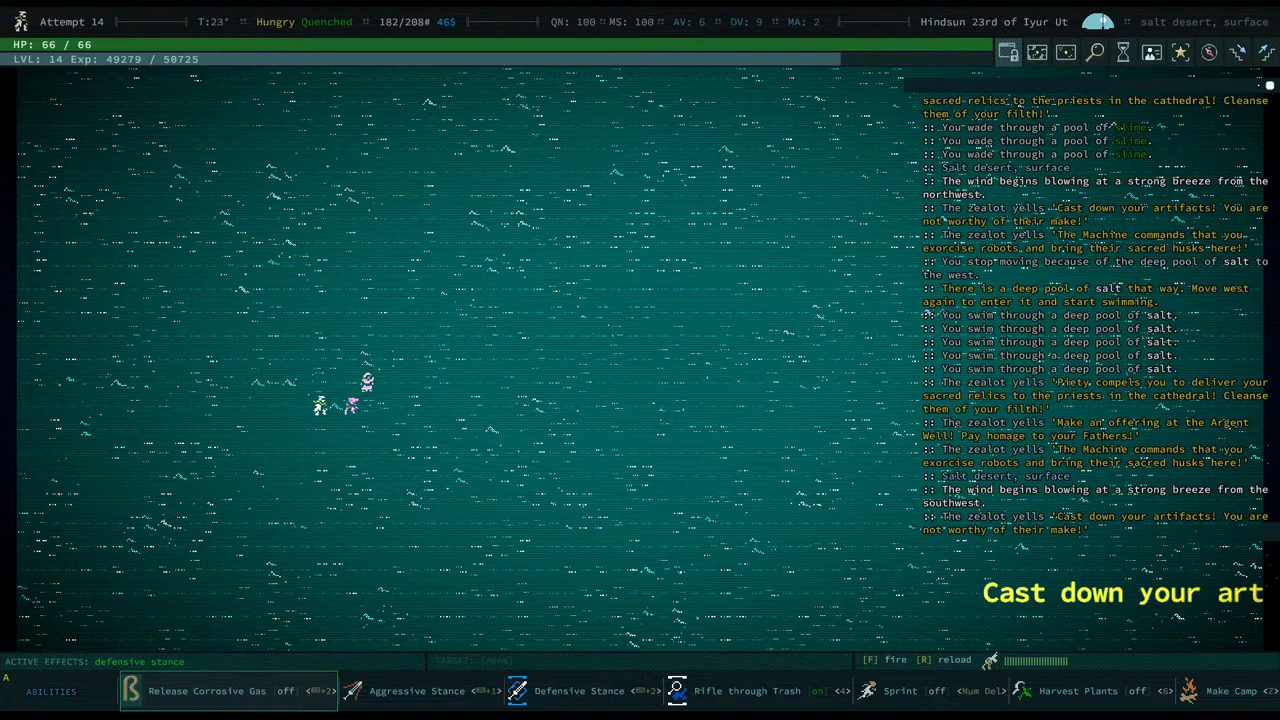 Attempt 14 T:23° Hungry Quenched 182/208# 46$ QN: 100 MS: 100 AV: 6 DV: 9 MA: 2 Hindsun 23rd of Iyur Ut salt desert, surface
HP: 66 / 66
LVL: 14 Exp: 49279 / 50725
sacred relics to the priests in the cathedral! Cleanse
them of your filth!'
:: You wade through a pool of slime.
:: You wade through a pool of slime.
:: You wade through a pool of slime.
:: Salt desert, surface
:: The wind begins blowing at a strong breeze from the
northwest.
:: The zealot yells 'Cast down your artifacts! You are
not worthy of their make!'
:: The zealot yells 'The Machine commands that you
exorcise robots and bring their sacred husks here!'
:: You stop moving because of the deep pool of salt to
the west.
:: There is a deep pool of salt that way. Move west
again to enter it and start swimming.
:: You swim through a deep pool of salt.
:: You swim through a deep pool of salt.
:: You swim through a deep pool of salt.
:: You swim through a deep pool of salt.
:: You swim through a deep pool of salt.
:: The zealot yells 'Piety compels you to deliver your
sacred relics to the priests in the cathedral! Cleanse
them of your filth!'
:: The zealot yells 'Make an offering at the Argent
Well! Pay homage to your Fathers!'
:: The zealot yells 'The Machine commands that you
exorcise robots and bring their sacred husks here!'
:: Salt desert, surface
:: The wind begins blowing at a strong breeze from the
southwest.
:: The zealot yells 'Cast down your artifacts! You are
not worthy of their make!'
Cast down your art
ACTIVE EFFECTS: defensive stance TARGET: [none] [F] fire [R] reload
A
ABILITIES Release Corrosive Gas [off] Aggressive Stance Defensive Stance Rifle through Trash [on] <4> Sprint [off] <Num Del> Harvest Plants [off] <6> Make Camp <Z>